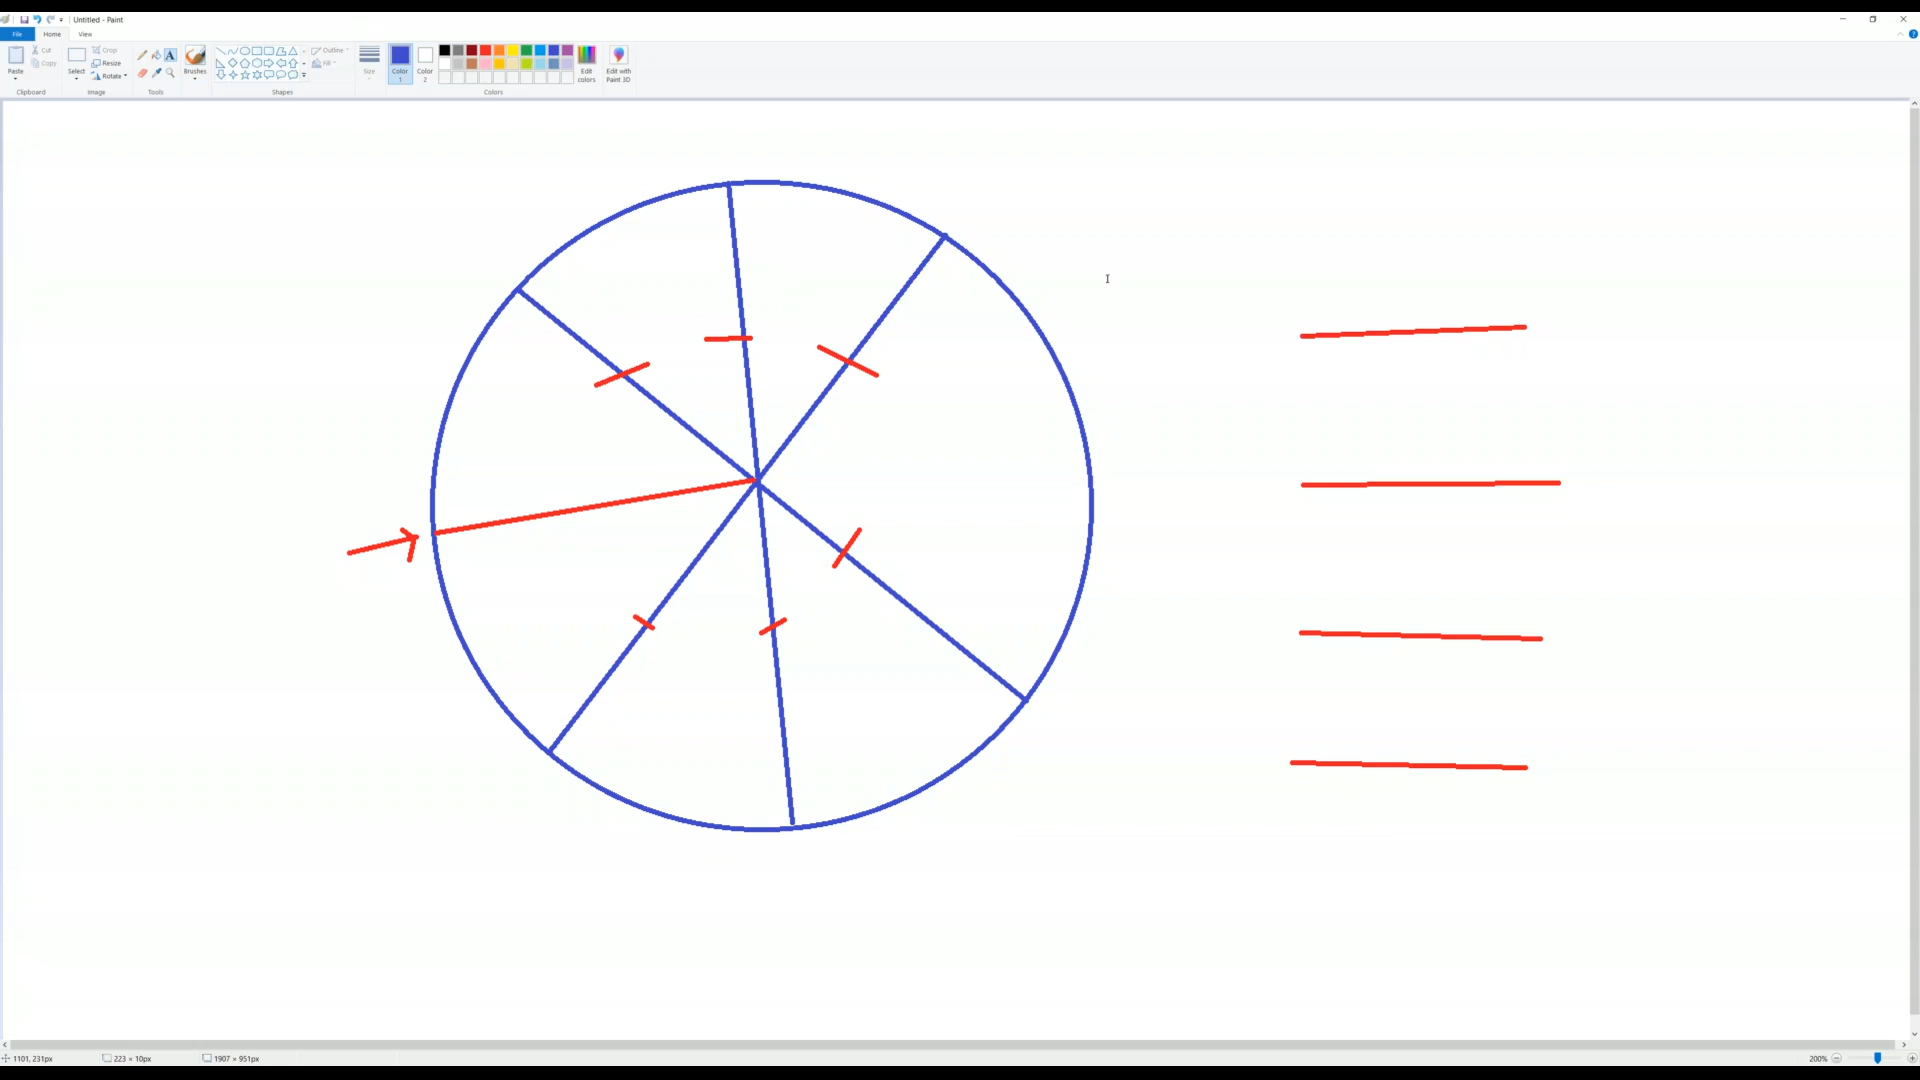 Untitled - Paint
File Home View
Paste
Cut
Copy
Clipboard
Select
Crop
Resize
Rotate
Image
A
Tools
Brushes
Outline
Fill
Shapes
Size
Color 1
Color 2
Edit colors
Colors
Edit with Paint 3D
1101, 231px
223 × 10px
1907 × 951px
200%